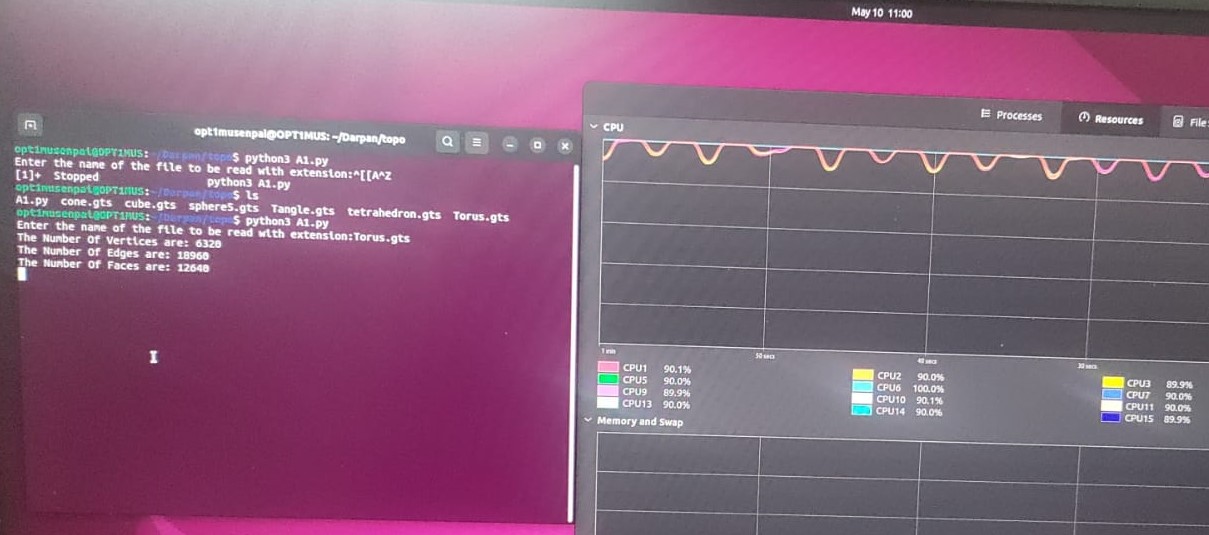 May 10 11:00
opt1musenpai@OPT1MUS: ~/Darpan/topo
opt1musenpai@OPT1MUS:~/Darpan/topo$ python3 A1.py
Enter the name of the file to be read with extension:^[[A^Z
[1]+ Stopped python3 A1.py
opt1musenpai@OPT1MUS:~/Darpan/topo$ ls
A1.py cone.gts cube.gts sphere5.gts Tangle.gts tetrahedron.gts Torus.gts
opt1musenpai@OPT1MUS:~/Darpan/topo$ python3 A1.py
Enter the name of the file to be read with extension:Torus.gts
The Number Of Vertices are: 6320
The Number Of Edges are: 18960
The Number Of Faces are: 12640
Processes Resources File
CPU
1 min 50 secs 40 secs 30 secs
CPU1 90.1% CPU2 90.0% CPU3 89.9%
CPU5 90.0% CPU6 100.0% CPU7 90.0%
CPU9 89.9% CPU10 90.1% CPU11 90.0%
CPU13 90.0% CPU14 90.0% CPU15 89.9%
Memory and Swap